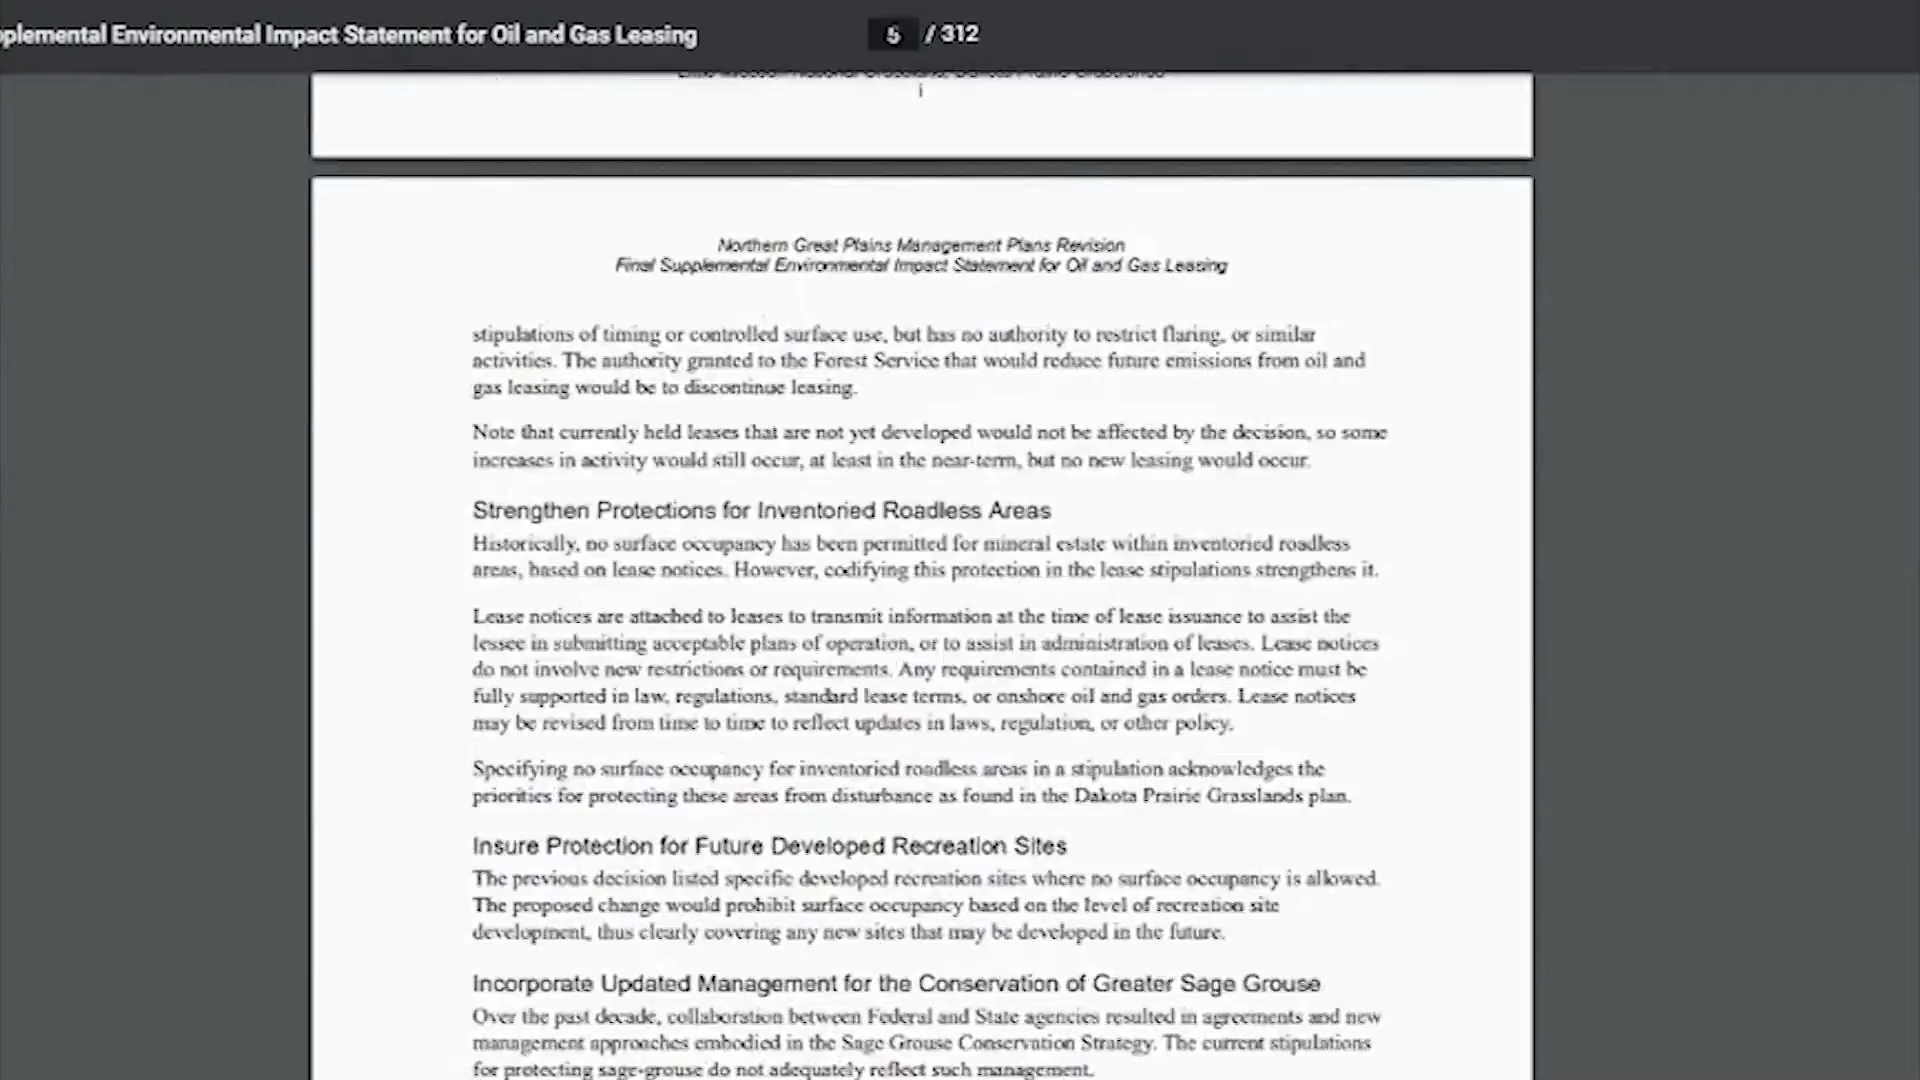 plemental Environmental Impact Statement for Oil and Gas Leasing
5 / 312
i
Northern Great Plains Management Plans Revision
Final Supplemental Environmental Impact Statement for Oil and Gas Leasing
stipulations of timing or controlled surface use, but has no authority to restrict flaring, or similar
activities. The authority granted to the Forest Service that would reduce future emissions from oil and
gas leasing would be to discontinue leasing.
Note that currently held leases that are not yet developed would not be affected by the decision, so some
increases in activity would still occur, at least in the near-term, but no new leasing would occur.
Strengthen Protections for Inventoried Roadless Areas
Historically, no surface occupancy has been permitted for mineral estate within inventoried roadless
areas, based on lease notices. However, codifying this protection in the lease stipulations strengthens it.
Lease notices are attached to leases to transmit information at the time of lease issuance to assist the
lessee in submitting acceptable plans of operation, or to assist in administration of leases. Lease notices
do not involve new restrictions or requirements. Any requirements contained in a lease notice must be
fully supported in law, regulations, standard lease terms, or onshore oil and gas orders. Lease notices
may be revised from time to time to reflect updates in laws, regulation, or other policy.
Specifying no surface occupancy for inventoried roadless areas in a stipulation acknowledges the
priorities for protecting these areas from disturbance as found in the Dakota Prairie Grasslands plan.
Insure Protection for Future Developed Recreation Sites
The previous decision listed specific developed recreation sites where no surface occupancy is allowed.
The proposed change would prohibit surface occupancy based on the level of recreation site
development, thus clearly covering any new sites that may be developed in the future.
Incorporate Updated Management for the Conservation of Greater Sage Grouse
Over the past decade, collaboration between Federal and State agencies resulted in agreements and new
management approaches embodied in the Sage Grouse Conservation Strategy. The current stipulations
for protecting sage-grouse do not adequately reflect such management.